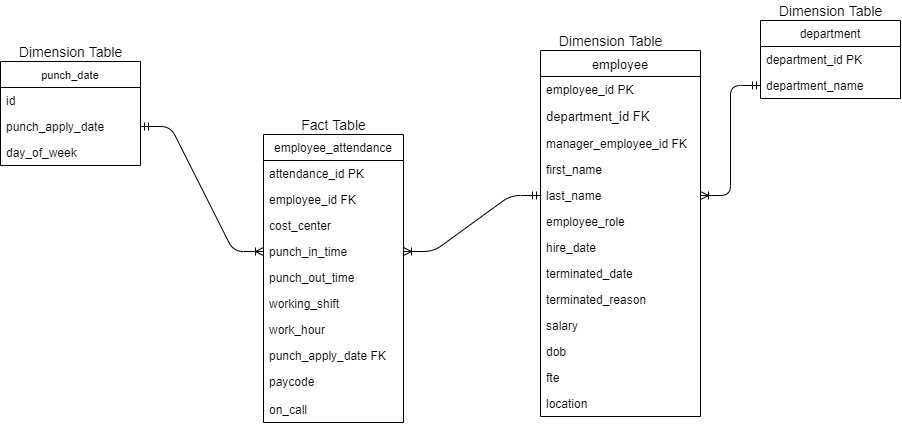 Dimension Table
punch_date
id
punch_apply_date
day_of_week
Fact Table
employee_attendance
attendance_id PK
employee_id FK
cost_center
punch_in_time
punch_out_time
working_shift
work_hour
punch_apply_date FK
paycode
on_call
Dimension Table
employee
employee_id PK
department_id FK
manager_employee_id FK
first_name
last_name
employee_role
hire_date
terminated_date
terminated_reason
salary
dob
fte
location
Dimension Table
department
department_id PK
department_name